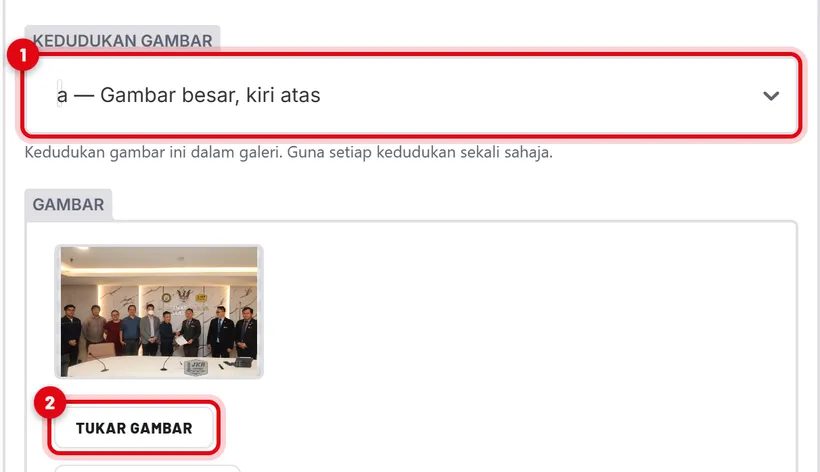 KEDUDUKAN GAMBAR
1
a — Gambar besar, kiri atas
Kedudukan gambar ini dalam galeri. Guna setiap kedudukan sekali sahaja.
GAMBAR
2
TUKAR GAMBAR